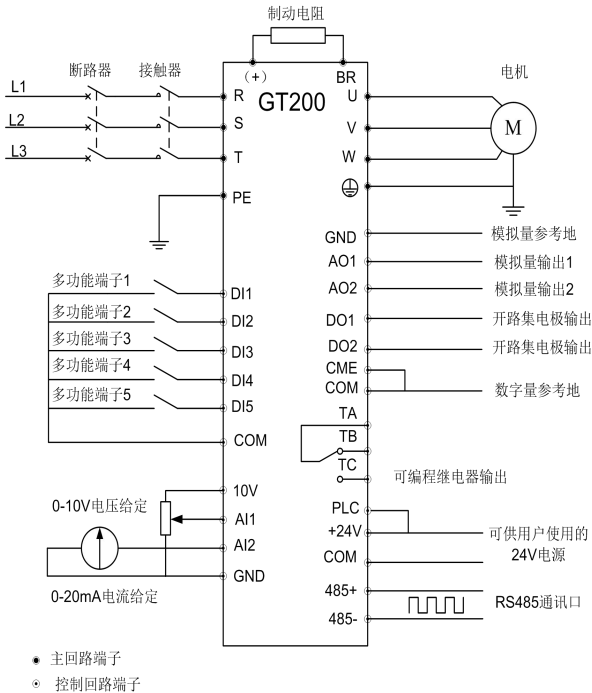 制动电阻
断路器
接触器
(+)
BR
电机
L1
R
GT200
U
L2
S
V
M
L3
T
W
PE
GND
模拟量参考地
AO1
模拟量输出1
多功能端子1
DI1
AO2
模拟量输出2
多功能端子2
DI2
DO1
开路集电极输出
多功能端子3
DI3
DO2
开路集电极输出
多功能端子4
DI4
CME
多功能端子5
DI5
COM
数字量参考地
TA
COM
TB
TC
可编程继电器输出
10V
0-10V电压给定
AI1
PLC
+24V
可供用户使用的
24V电源
AI2
COM
GND
485+
0-20mA电流给定
RS485通讯口
485-
主回路端子
控制回路端子